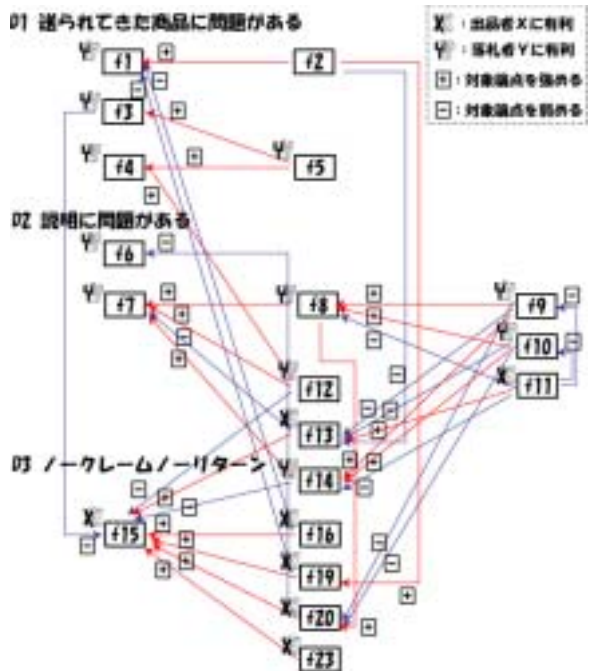 D1 送られてきた商品に問題がある
X：出品者Xに有利
Y：落札者Yに有利
+：対象論点を強める
-：対象論点を弱める
Y f1
f2
Y f3
Y f4
Y f5
D2 説明に問題がある
Y f6
Y f7
Y f8
Y f9
Y f10
X f11
Y f12
X f13
D3 ノークレームノーリターン
Y f14
X f15
X f16
X f19
X f20
X f23